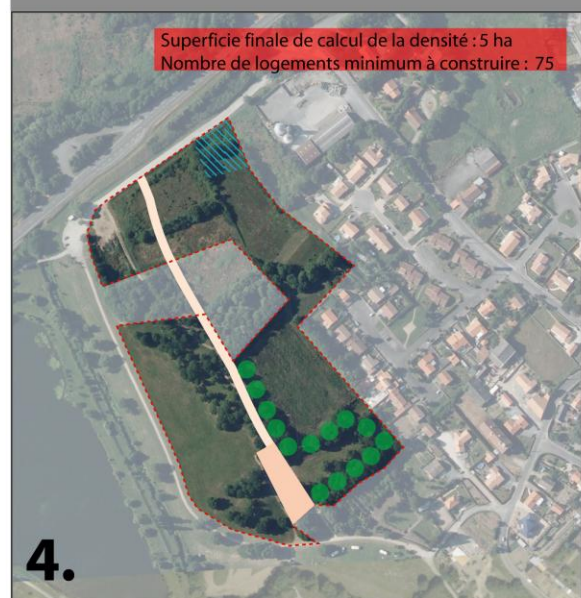 Superficie finale de calcul de la densité : 5 ha
Nombre de logements minimum à construire : 75
4.